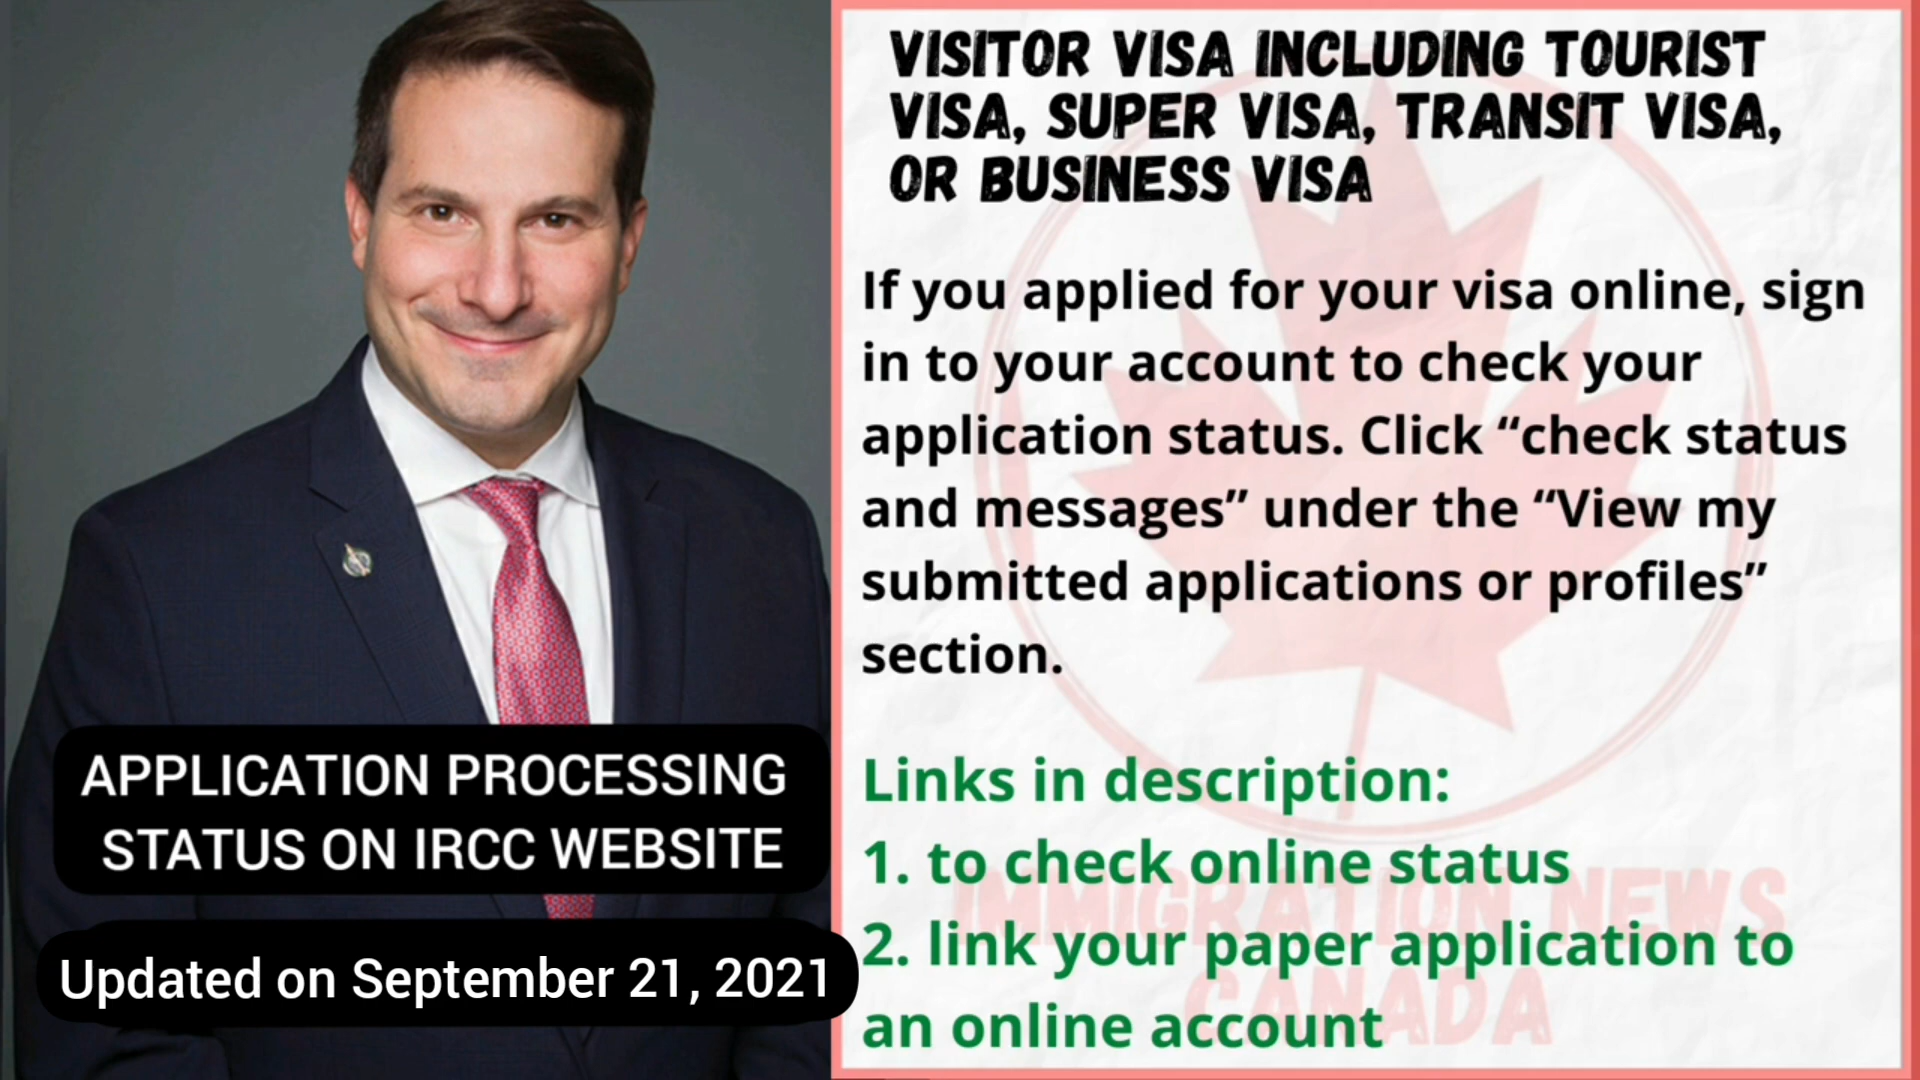 VISITOR VISA INCLUDING TOURIST
VISA, SUPER VISA, TRANSIT VISA,
OR BUSINESS VISA
If you applied for your visa online, sign
in to your account to check your
application status. Click “check status
and messages” under the “View my
submitted applications or profiles”
section.
Links in description:
1. to check online status
2. link your paper application to
an online account
IMMIGRATION NEWS
CANADA
APPLICATION PROCESSING
STATUS ON IRCC WEBSITE
Updated on September 21, 2021